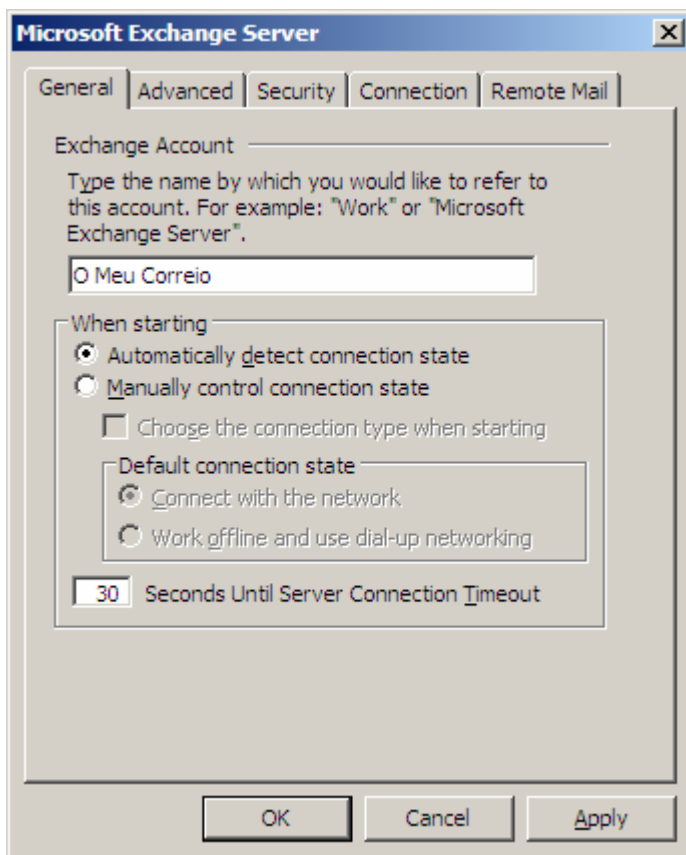 Microsoft Exchange Server
General Advanced Security Connection Remote Mail
Exchange Account
Type the name by which you would like to refer to
this account. For example: "Work" or "Microsoft
Exchange Server".
O Meu Correio
When starting
Automatically detect connection state
Manually control connection state
Choose the connection type when starting
Default connection state
Connect with the network
Work offline and use dial-up networking
30 Seconds Until Server Connection Timeout
OK Cancel Apply